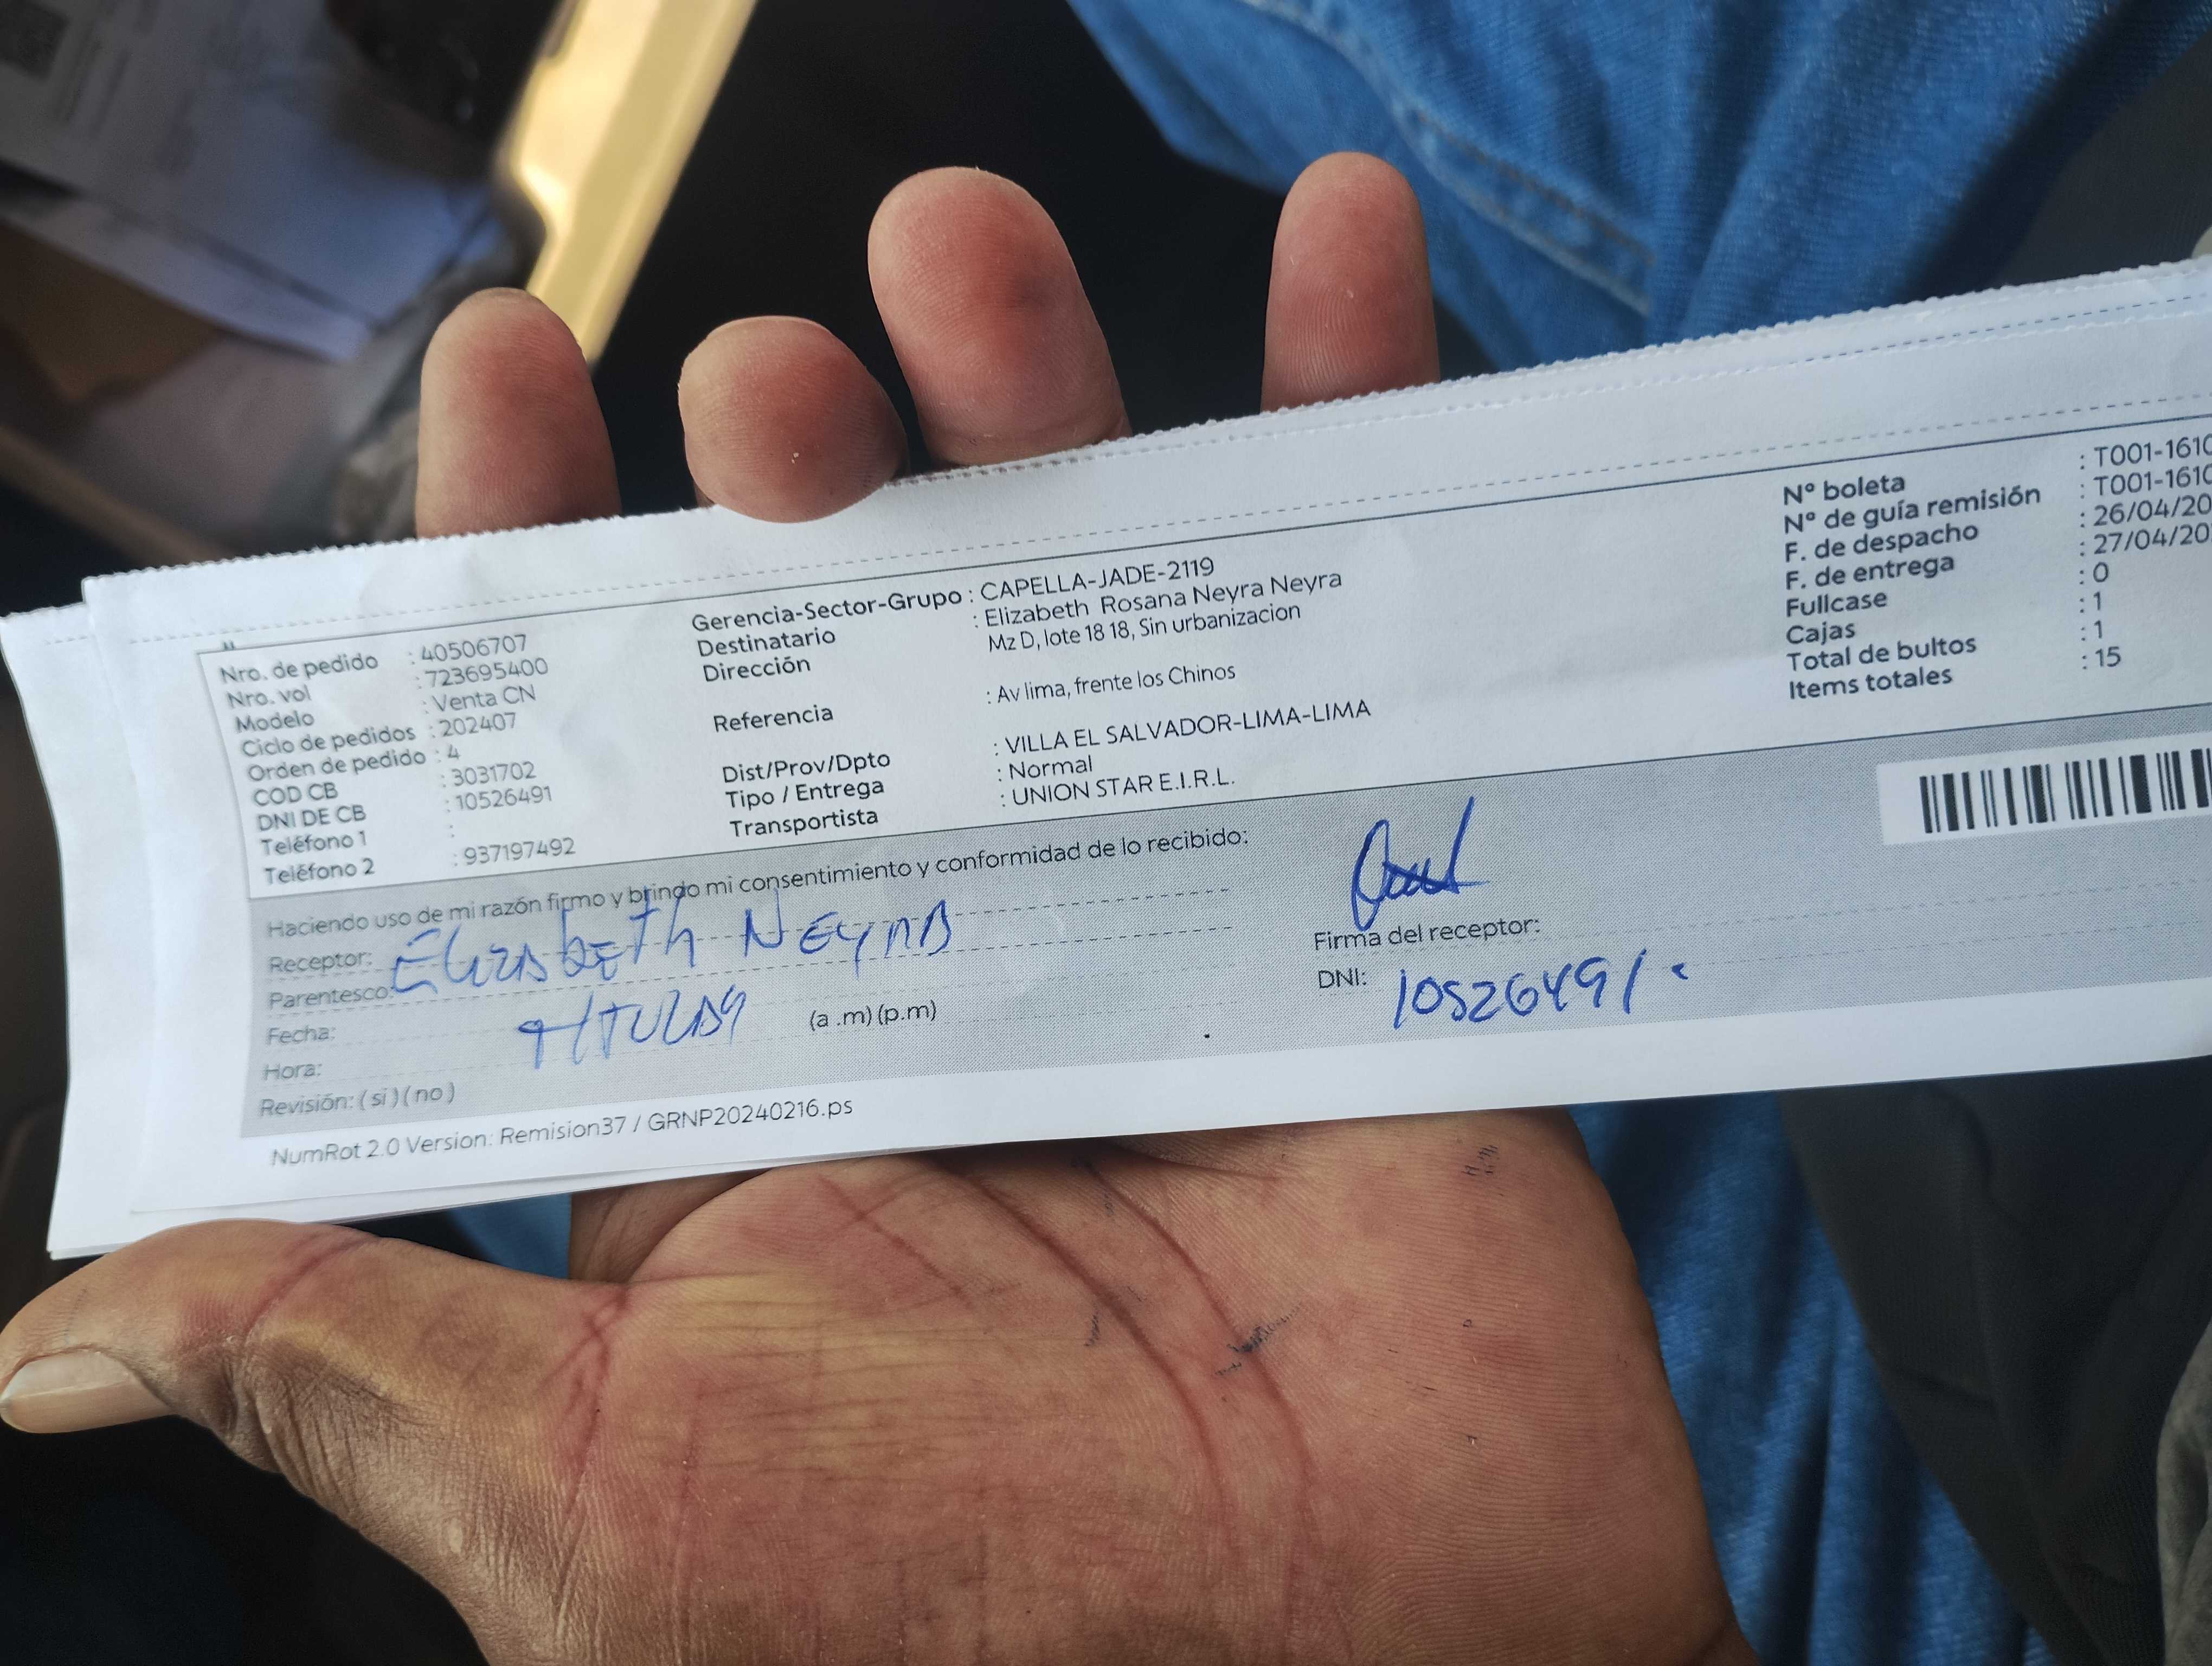 Nro. de pedido : 40506707
Nro. vol : 723695400
Modelo : Venta CN
Ciclo de pedidos : 202407
Orden de pedido : 4
COD CB : 3031702
DNI DE CB : 10526491
Teléfono 1 :
Teléfono 2 : 937197492
Gerencia-Sector-Grupo : CAPELLA-JADE-2119
Destinatario : Elizabeth Rosana Neyra Neyra
Dirección Mz D, lote 18 18, Sin urbanizacion
Referencia : Av lima, frente los Chinos
Dist/Prov/Dpto : VILLA EL SALVADOR-LIMA-LIMA
Tipo / Entrega : Normal
Transportista : UNION STAR E.I.R.L.
N° boleta : T001-1610
N° de guía remisión : T001-1610
F. de despacho : 26/04/20
F. de entrega : 27/04/20
Fullcase : 0
Cajas : 1
Total de bultos : 1
Items totales : 15
Haciendo uso de mi razón firmo y brindo mi consentimiento y conformidad de lo recibido:
Receptor: Elizabeth NEYRA
Parentesco: TITULAR
Fecha:
Hora: (a .m) (p.m)
Revisión: ( si ) ( no )
Firma del receptor:
DNI: 10526491
NumRot 2.0 Version: Remision37 / GRNP20240216.ps